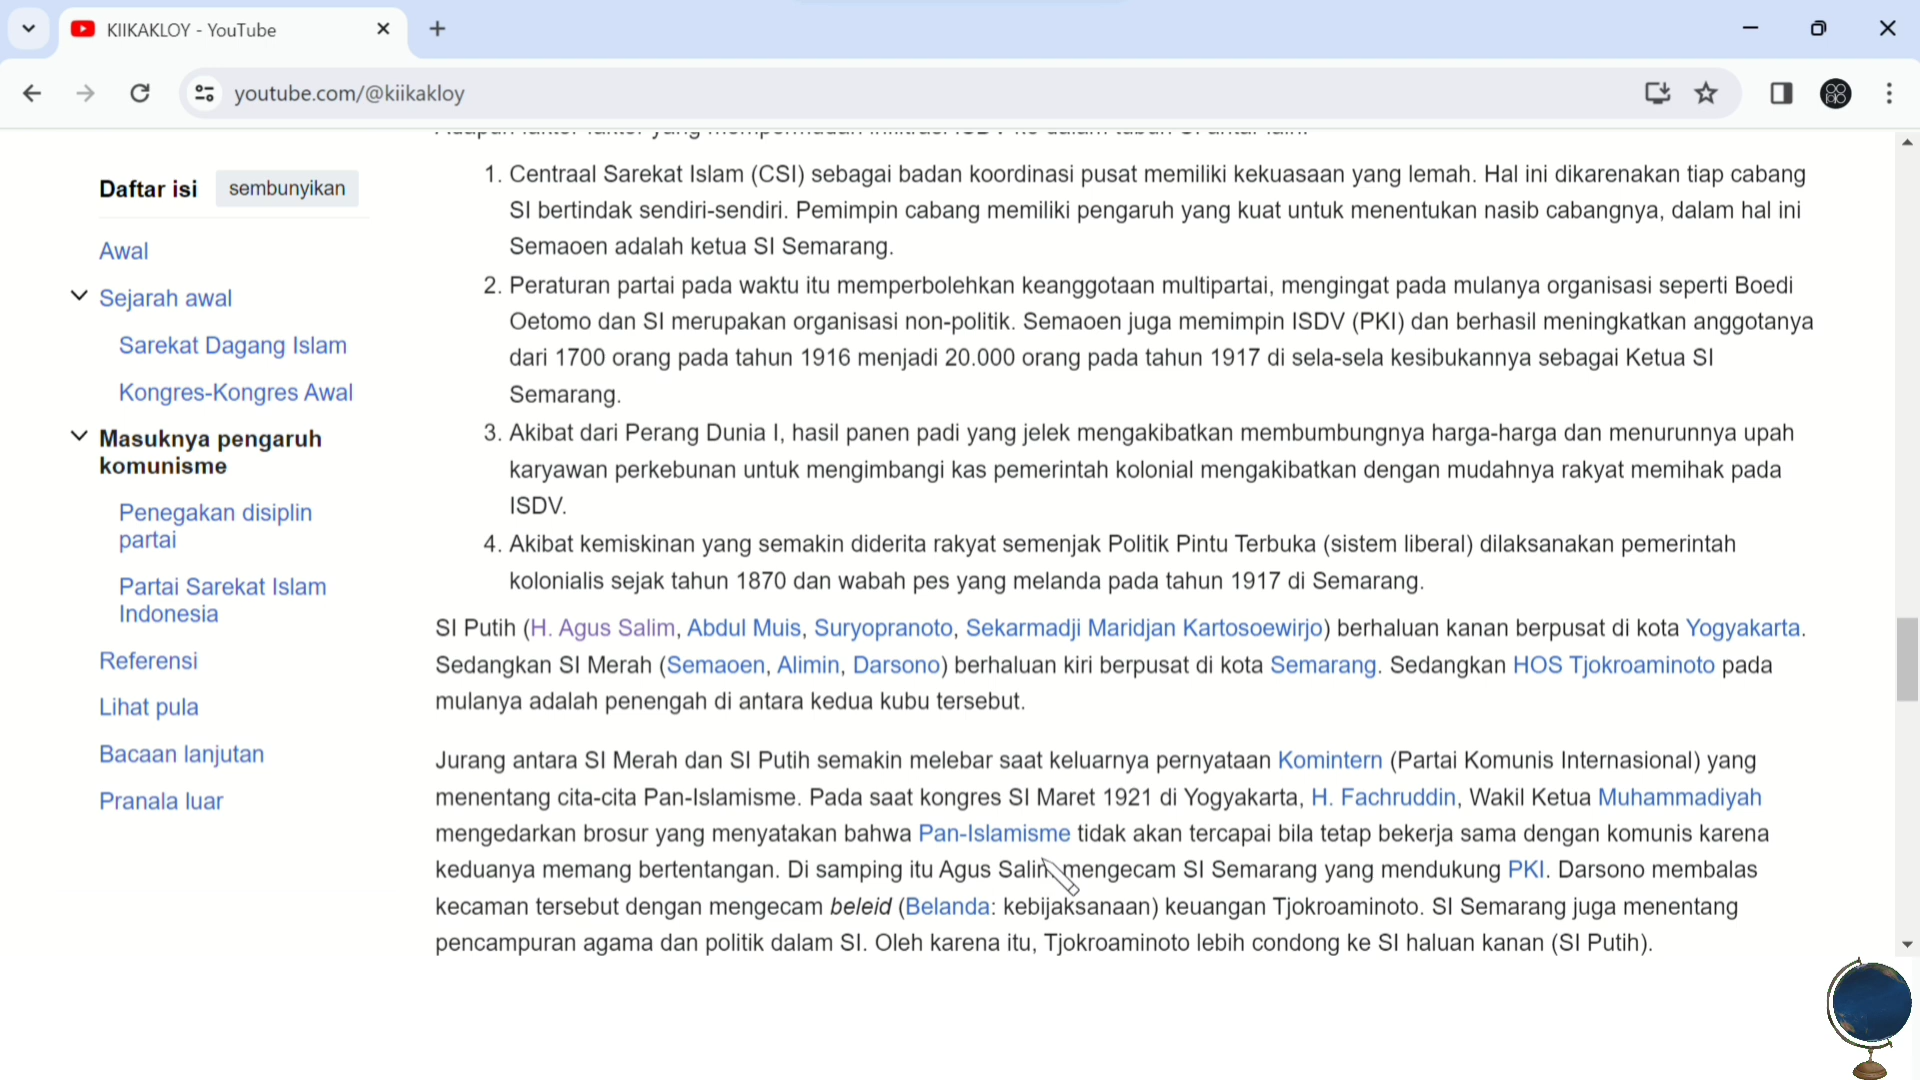 KIIKAKLOY - YouTube
youtube.com/@kiikakloy
Daftar isi sembunyikan
Awal
Sejarah awal
Sarekat Dagang Islam
Kongres-Kongres Awal
Masuknya pengaruh
komunisme
Penegakan disiplin
partai
Partai Sarekat Islam
Indonesia
Referensi
Lihat pula
Bacaan lanjutan
Pranala luar
1. Centraal Sarekat Islam (CSI) sebagai badan koordinasi pusat memiliki kekuasaan yang lemah. Hal ini dikarenakan tiap cabang
SI bertindak sendiri-sendiri. Pemimpin cabang memiliki pengaruh yang kuat untuk menentukan nasib cabangnya, dalam hal ini
Semaoen adalah ketua SI Semarang.
2. Peraturan partai pada waktu itu memperbolehkan keanggotaan multipartai, mengingat pada mulanya organisasi seperti Boedi
Oetomo dan SI merupakan organisasi non-politik. Semaoen juga memimpin ISDV (PKI) dan berhasil meningkatkan anggotanya
dari 1700 orang pada tahun 1916 menjadi 20.000 orang pada tahun 1917 di sela-sela kesibukannya sebagai Ketua SI
Semarang.
3. Akibat dari Perang Dunia I, hasil panen padi yang jelek mengakibatkan membumbungnya harga-harga dan menurunnya upah
karyawan perkebunan untuk mengimbangi kas pemerintah kolonial mengakibatkan dengan mudahnya rakyat memihak pada
ISDV.
4. Akibat kemiskinan yang semakin diderita rakyat semenjak Politik Pintu Terbuka (sistem liberal) dilaksanakan pemerintah
kolonialis sejak tahun 1870 dan wabah pes yang melanda pada tahun 1917 di Semarang.
SI Putih (H. Agus Salim, Abdul Muis, Suryopranoto, Sekarmadji Maridjan Kartosoewirjo) berhaluan kanan berpusat di kota Yogyakarta.
Sedangkan SI Merah (Semaoen, Alimin, Darsono) berhaluan kiri berpusat di kota Semarang. Sedangkan HOS Tjokroaminoto pada
mulanya adalah penengah di antara kedua kubu tersebut.
Jurang antara SI Merah dan SI Putih semakin melebar saat keluarnya pernyataan Komintern (Partai Komunis Internasional) yang
menentang cita-cita Pan-Islamisme. Pada saat kongres SI Maret 1921 di Yogyakarta, H. Fachruddin, Wakil Ketua Muhammadiyah
mengedarkan brosur yang menyatakan bahwa Pan-Islamisme tidak akan tercapai bila tetap bekerja sama dengan komunis karena
keduanya memang bertentangan. Di samping itu Agus Salim mengecam SI Semarang yang mendukung PKI. Darsono membalas
kecaman tersebut dengan mengecam beleid (Belanda: kebijaksanaan) keuangan Tjokroaminoto. SI Semarang juga menentang
pencampuran agama dan politik dalam SI. Oleh karena itu, Tjokroaminoto lebih condong ke SI haluan kanan (SI Putih).